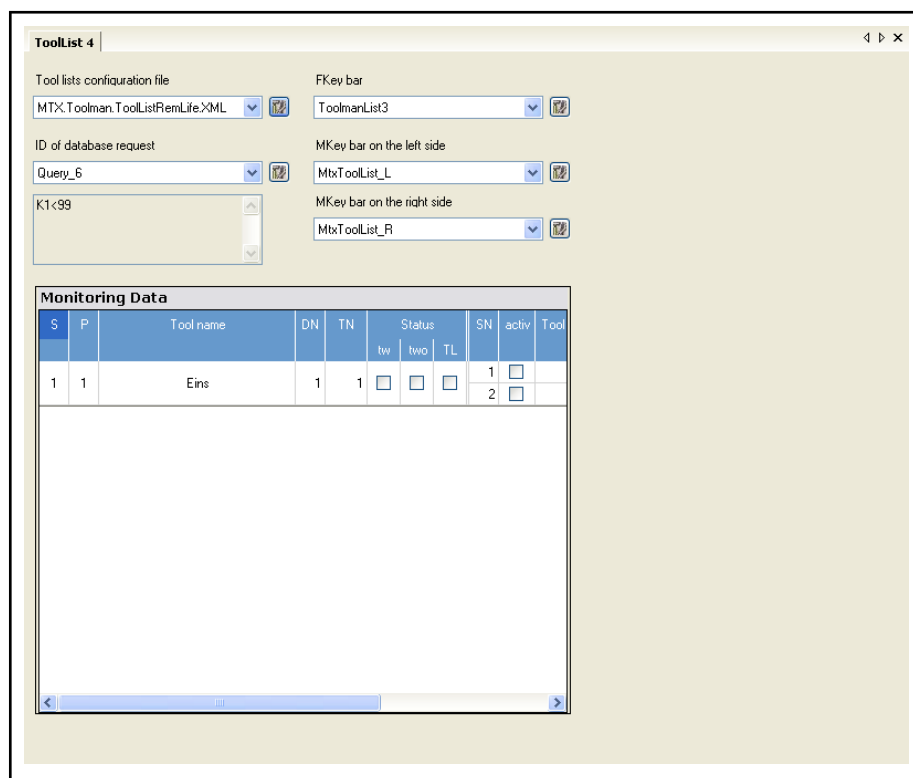 ToolList 4
Tool lists configuration file
MTX.Toolman.ToolListRemLife.XML
FKey bar
ToolmanList3
ID of database request
Query_6
K1<99
MKey bar on the left side
MtxToolList_L
MKey bar on the right side
MtxToolList_R
Monitoring Data
S P Tool name DN TN Status SN activ Tool
tw two TL
1 1 Eins 1 1 1
2